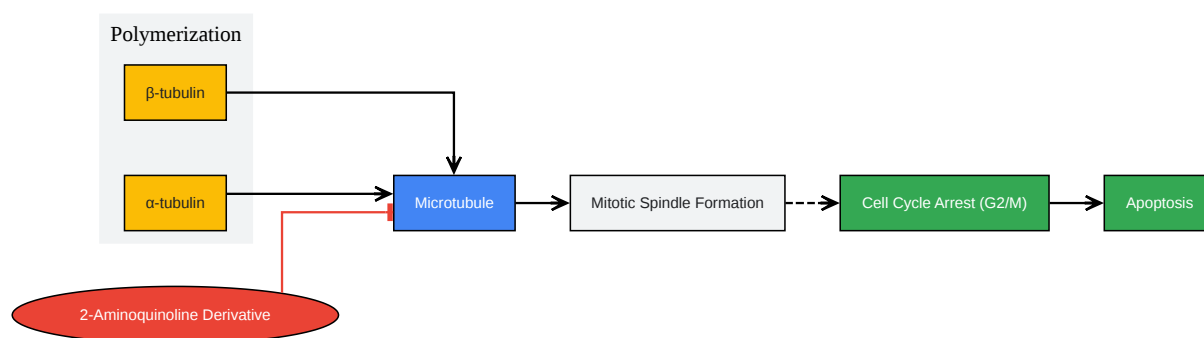 Polymerization
β-tubulin
α-tubulin
Microtubule
Mitotic Spindle Formation
Cell Cycle Arrest (G2/M)
Apoptosis
2-Aminoquinoline Derivative